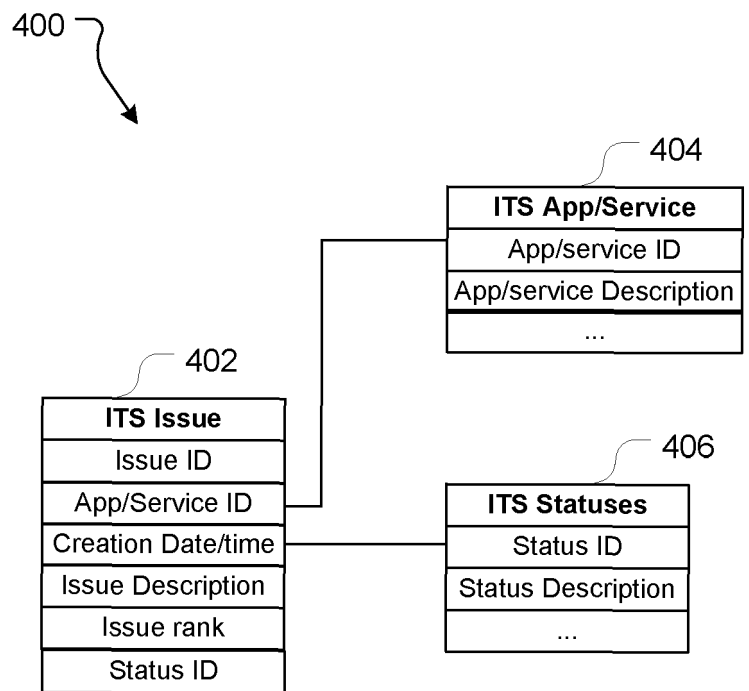 400
404
ITS App/Service
App/service ID
App/service Description
...
402
ITS Issue
Issue ID
App/Service ID
Creation Date/time
Issue Description
Issue rank
Status ID
406
ITS Statuses
Status ID
Status Description
...